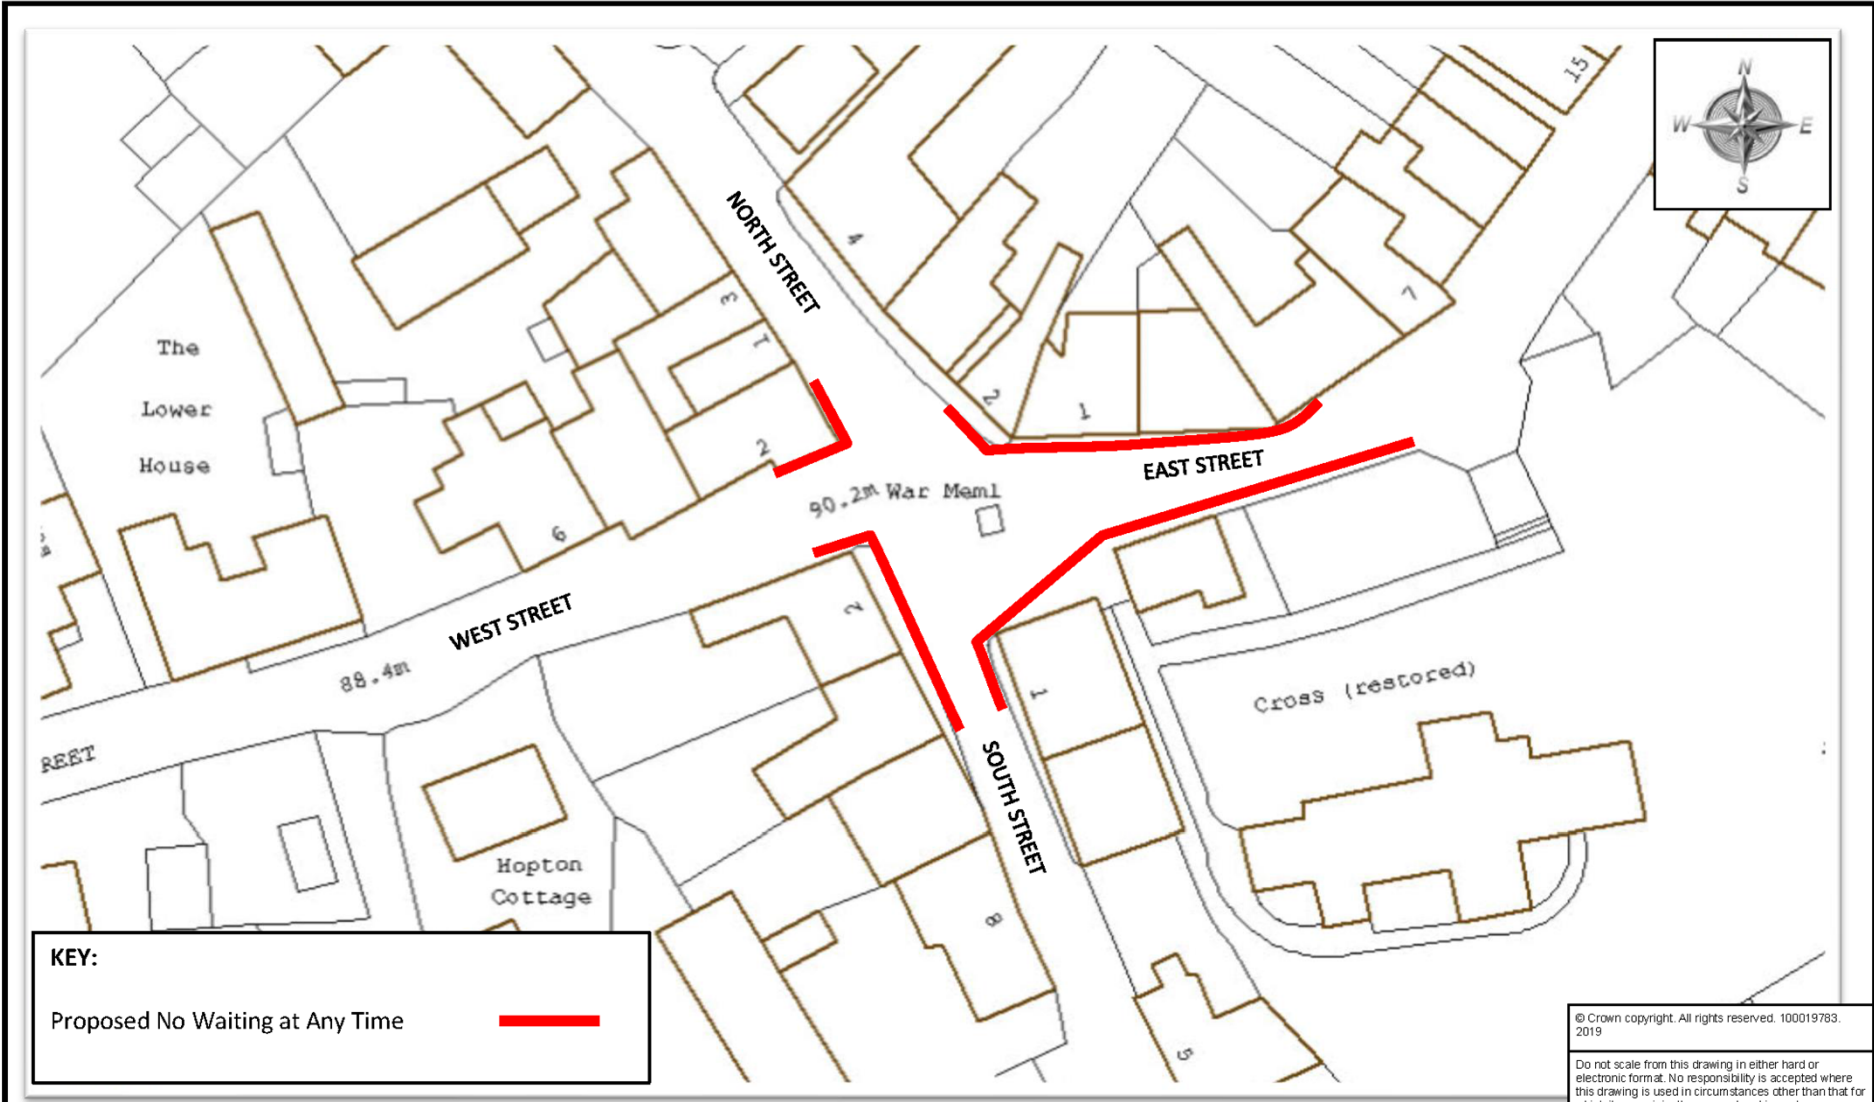 N
W E
S
15
NORTH STREET
4
3
1
7
The
Lower
House
2
1
2
EAST STREET
90.2m War Meml
6
WEST STREET
2
88.4m
1
Cross (restored)
REET
SOUTH STREET
Hopton
Cottage
8
5
KEY:
Proposed No Waiting at Any Time
© Crown copyright. All rights reserved. 100019783.
2019
Do not scale from this drawing in either hard or
electronic format. No responsibility is accepted where
this drawing is used in circumstances other than that for